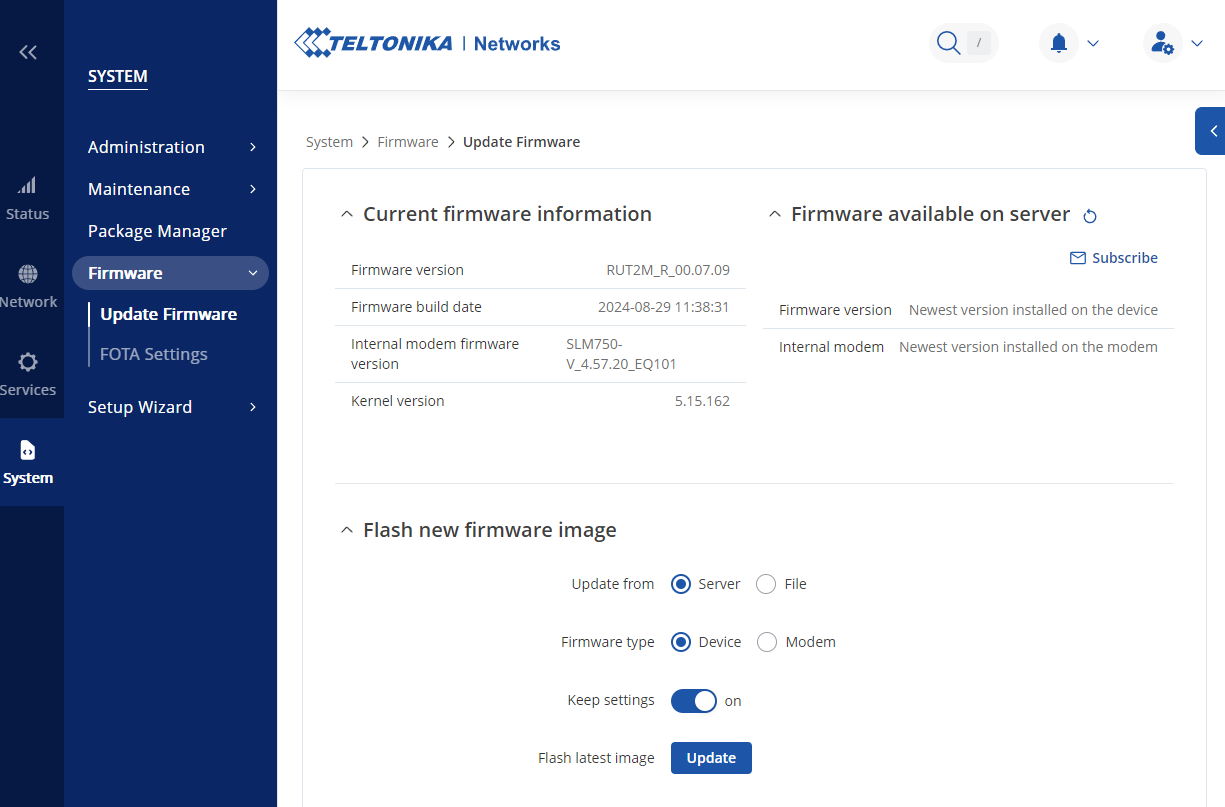 TELTONIKA | Networks
/
Status
Network
Services
System
SYSTEM
Administration
Maintenance
Package Manager
Firmware
Update Firmware
FOTA Settings
Setup Wizard
System > Firmware > Update Firmware
Current firmware information
Firmware version RUT2M_R_00.07.09
Firmware build date 2024-08-29 11:38:31
Internal modem firmware SLM750-
version V_4.57.20_EQ101
Kernel version 5.15.162
Firmware available on server
Subscribe
Firmware version Newest version installed on the device
Internal modem Newest version installed on the modem
Flash new firmware image
Update from Server File
Firmware type Device Modem
Keep settings on
Flash latest image Update